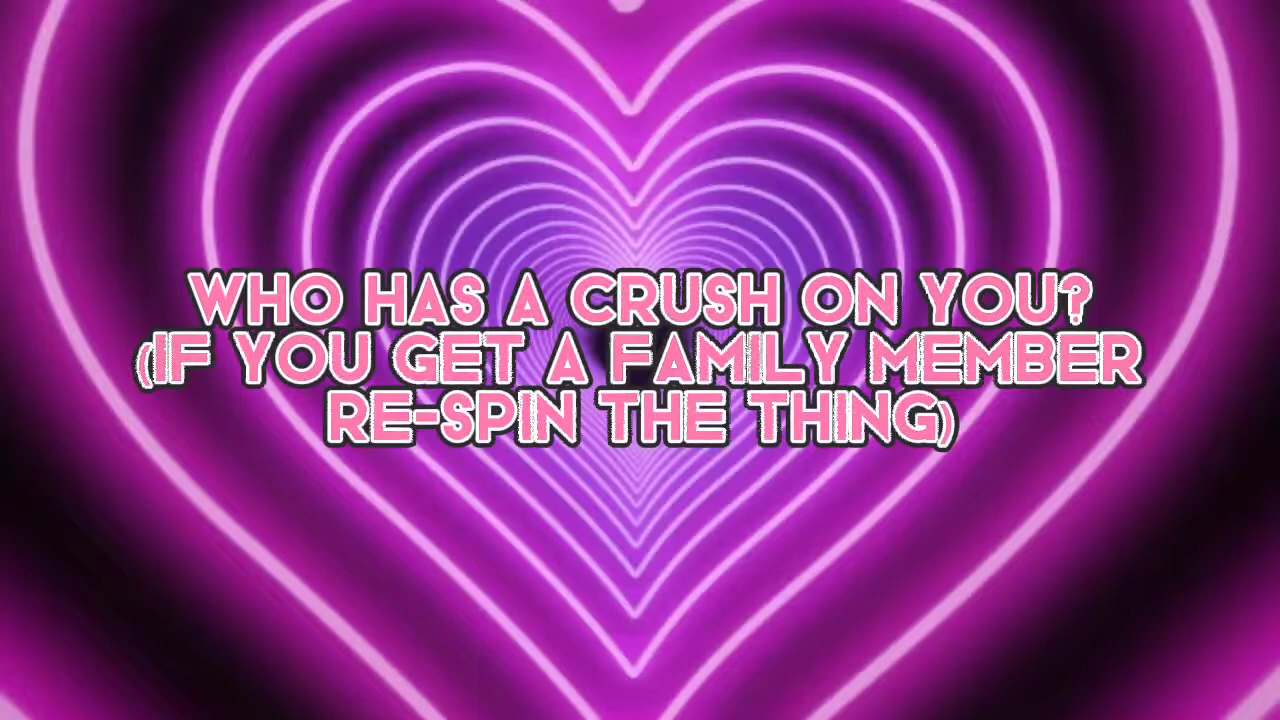 WHO HAS A CRUSH ON YOU?
(IF YOU GET A FAMILY MEMBER
RE-SPIN THE THING)